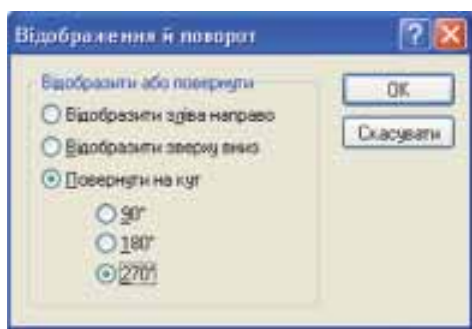 Відображення й поворот
Відобразити або повернути
Відобразити зліва направо
Відобразити зверху вниз
Повернути на кут
90°
180°
270°
OK
Скасувати